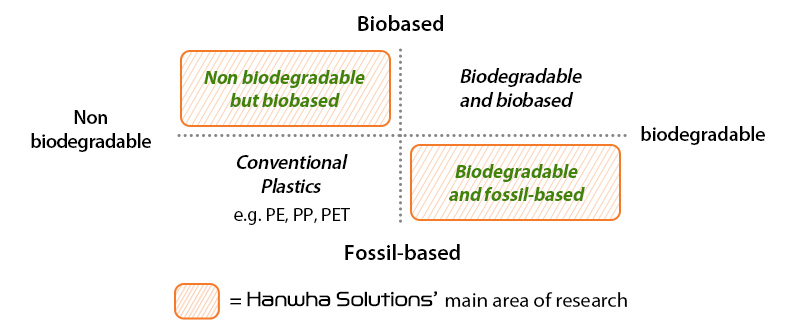 Biobased
Non biodegradable
but biobased
Biodegradable
and biobased
Non
biodegradable
biodegradable
Conventional
Plastics
e.g. PE, PP, PET
Biodegradable
and fossil-based
Fossil-based
= Hanwha Solutions' main area of research